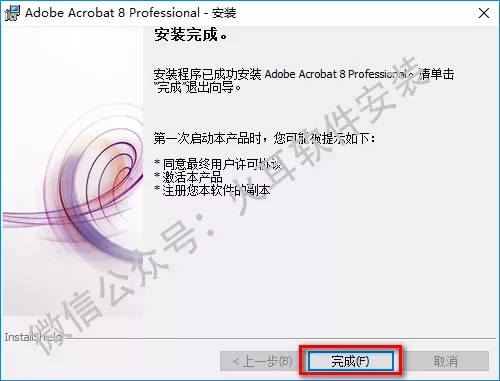 Adobe Acrobat 8 Professional - 安装
安装完成。
安装程序已成功安装 Adobe Acrobat 8 Professional。请单击
“完成”退出向导。
第一次启动本产品时，您可能被提示如下：
* 同意最终用户许可协议
* 激活本产品
* 注册您本软件的副本
微信公众号：火耳软件安装
InstallShield
< 上一步(B)
完成(F)
取消